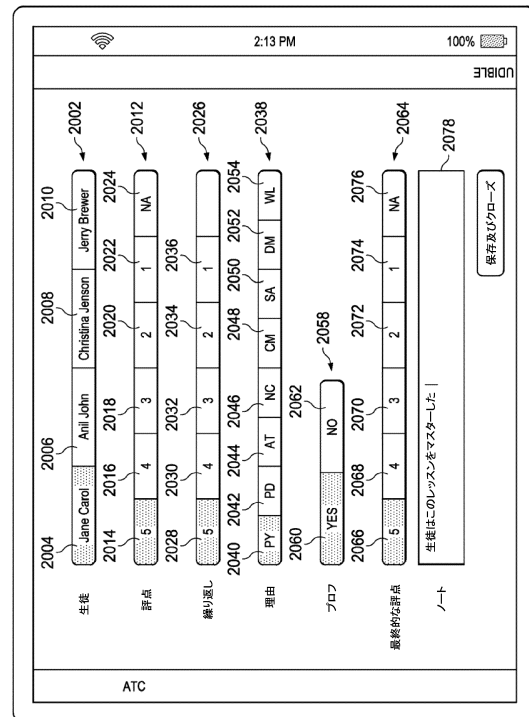 2:13 PM
100%
ATC
UDIBLE
2004 2006 2008 2010 2002
生徒 Jane Carol Anil John Christina Jenson Jerry Brewer
2014 2016 2018 2020 2022 2024 2012
評点 5 4 3 2 1 NA
2028 2030 2032 2034 2036 2026
繰り返し 5 4 3 2 1
2040 2042 2044 2046 2048 2050 2052 2054 2038
理由 PY PD AT NC CM SA DM WL
2060 2062 2058
プロフ YES NO
2066 2068 2070 2072 2074 2076 2064
最終的な評点 5 4 3 2 1 NA
ノート 生徒はこのレッスンをマスターした 2078
保存及びクローズ